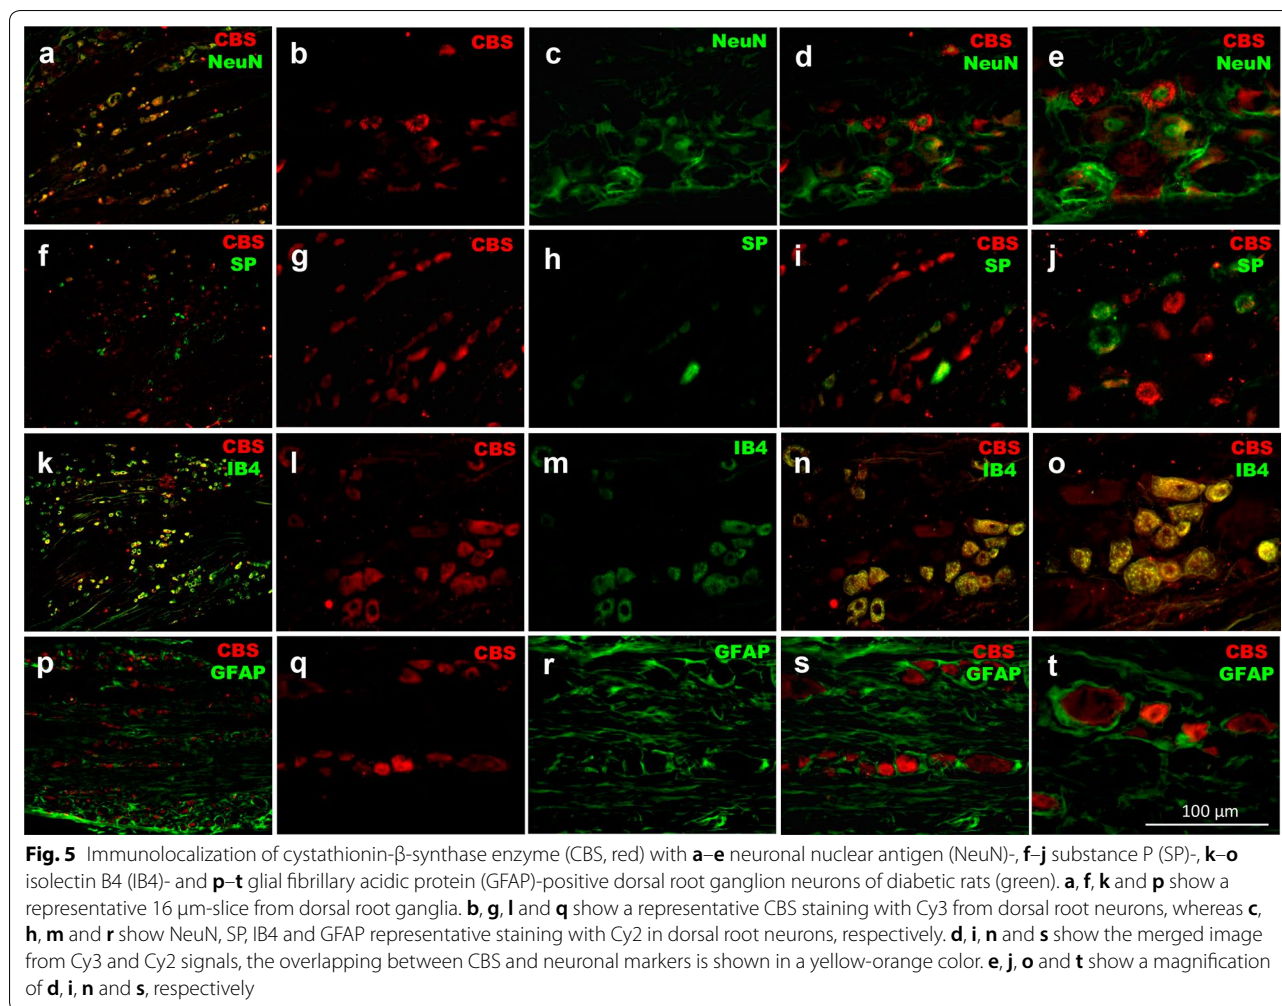 a CBS NeuN
b CBS
c NeuN
d CBS NeuN
e CBS NeuN
f CBS SP
g CBS
h SP
i CBS SP
j CBS SP
k CBS IB4
l CBS
m IB4
n CBS IB4
o CBS IB4
p CBS GFAP
q CBS
r GFAP
s CBS GFAP
t CBS GFAP
100 µm
Fig. 5 Immunolocalization of cystathionin-β-synthase enzyme (CBS, red) with a–e neuronal nuclear antigen (NeuN)-, f–j substance P (SP)-, k–o
isolectin B4 (IB4)- and p–t glial fibrillary acidic protein (GFAP)-positive dorsal root ganglion neurons of diabetic rats (green). a, f, k and p show a
representative 16 µm-slice from dorsal root ganglia. b, g, l and q show a representative CBS staining with Cy3 from dorsal root neurons, whereas c,
h, m and r show NeuN, SP, IB4 and GFAP representative staining with Cy2 in dorsal root neurons, respectively. d, i, n and s show the merged image
from Cy3 and Cy2 signals, the overlapping between CBS and neuronal markers is shown in a yellow-orange color. e, j, o and t show a magnification
of d, i, n and s, respectively